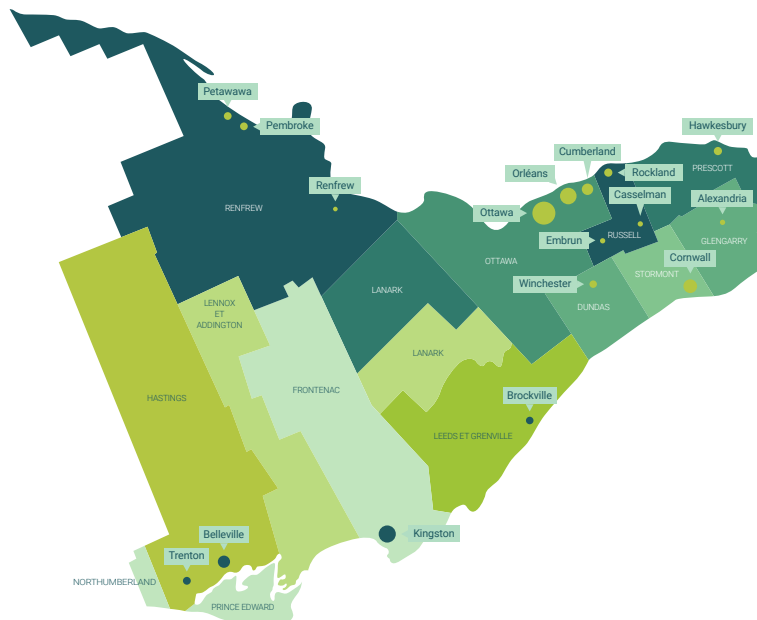 Petawawa
Pembroke
Hawkesbury
Cumberland
PRESCOTT
Orléans
Rockland
Renfrew
Casselman
Alexandria
RENFREW
Ottawa
RUSSELL
Embrun
GLENGARRY
Cornwall
OTTAWA
STORMONT
Winchester
LANARK
LENNOX
ET
ADDINGTON
DUNDAS
LANARK
FRONTENAC
HASTINGS
Brockville
LEEDS ET GRENVILLE
Belleville
Kingston
Trenton
NORTHUMBERLAND
PRINCE EDWARD